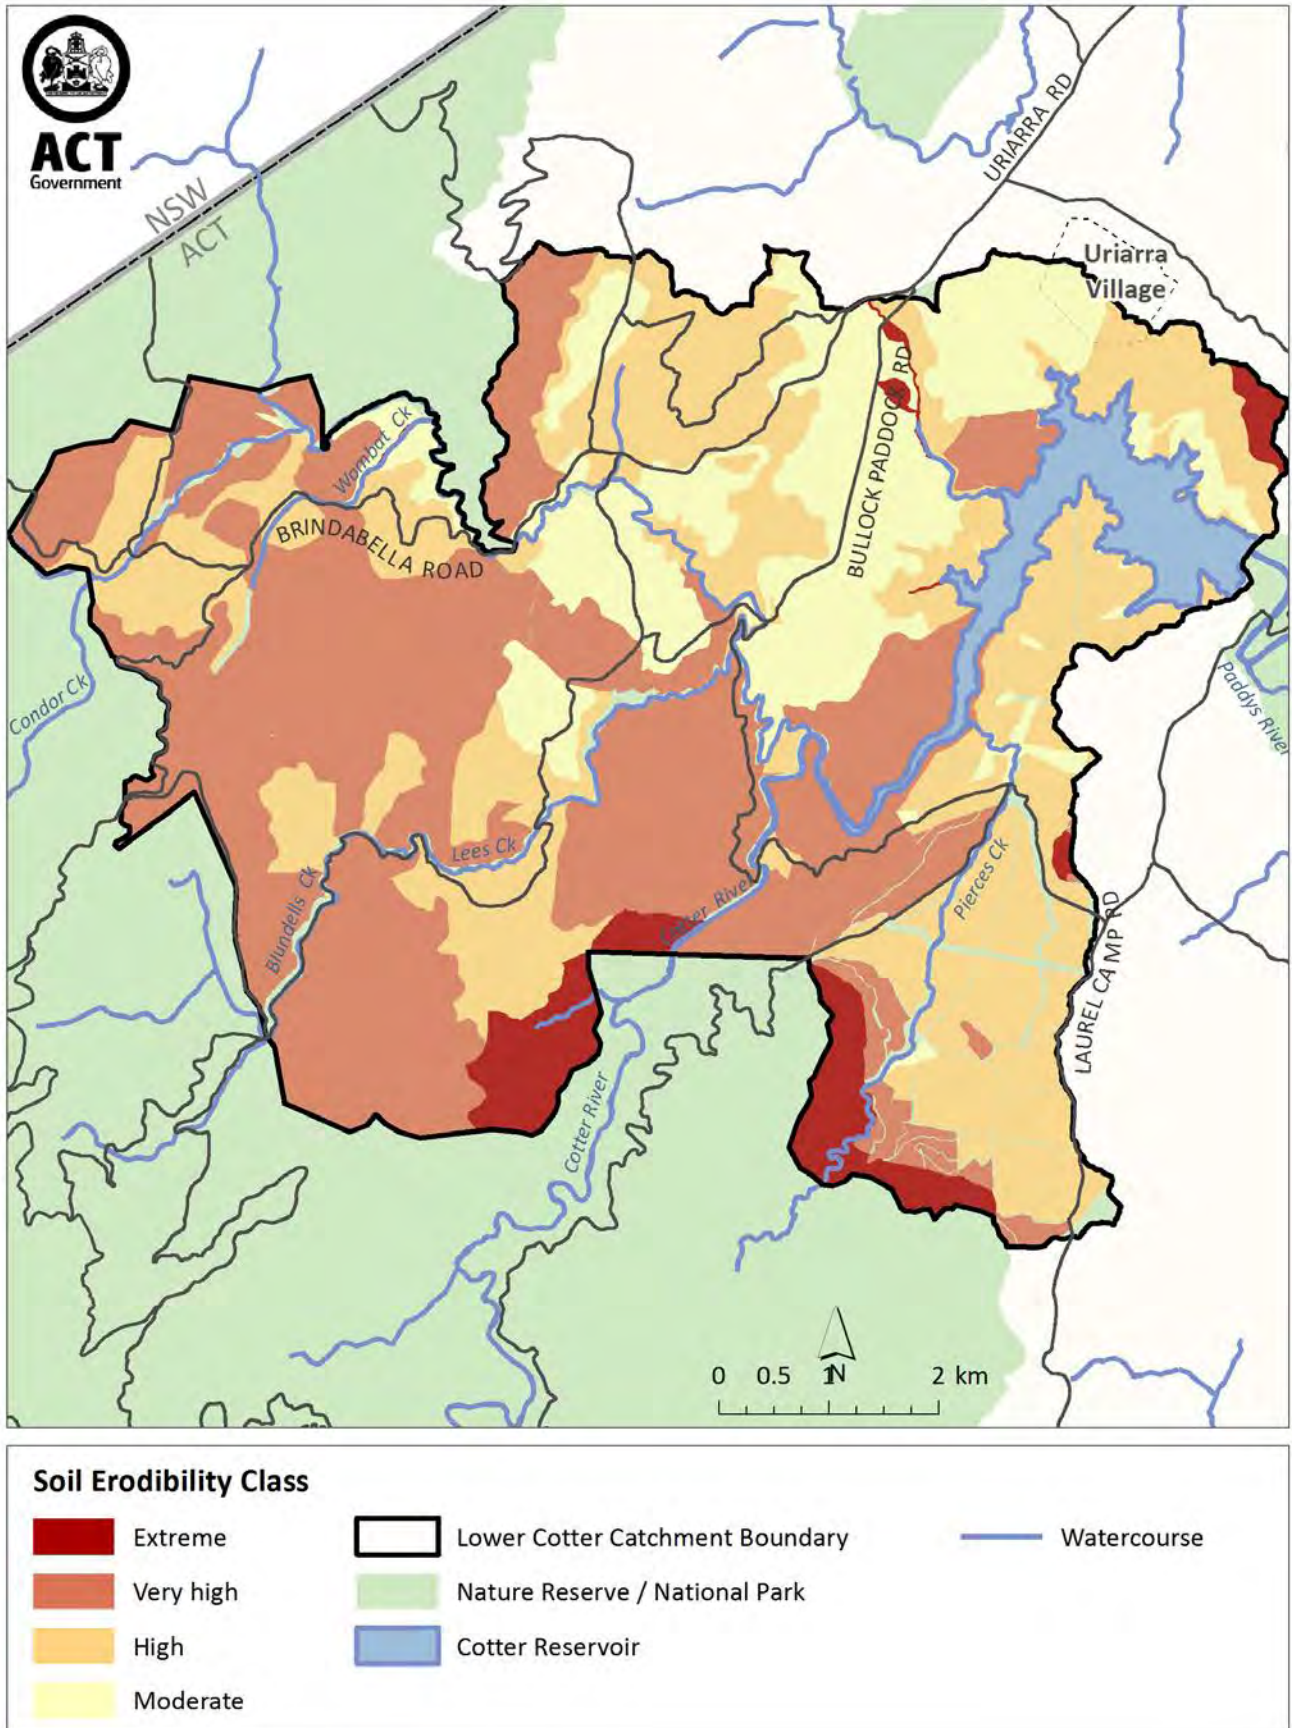 ACT
Government
NSW
ACT
URIARRA RD
Uriarra
Village
Wombat Ck
BRINDABELLA ROAD
BULLOCK PADDOCK RD
Condor Ck
Paddys River
Lees Ck
Blundells Ck
Cotter River
Pierces Ck
LAUREL CAMP RD
Cotter River
N
0 0.5 1 2 km
Soil Erodibility Class
Extreme
Very high
High
Moderate
Lower Cotter Catchment Boundary
Nature Reserve / National Park
Cotter Reservoir
Watercourse